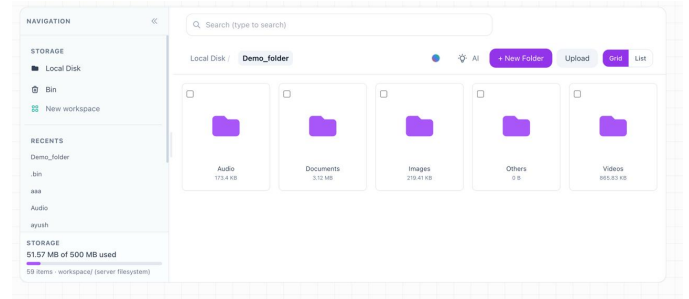 NAVIGATION
STORAGE
Local Disk
Bin
New workspace
RECENTS
Demo_folder
.bin
aaa
Audio
ayush
STORAGE
51.57 MB of 500 MB used
59 items · workspace/ (server filesystem)
Search (type to search)
Local Disk / Demo_folder
AI + New Folder Upload Grid List
Audio Documents Images Others Videos
173.4 KB 3.12 MB 219.41 KB 0 B 865.83 KB